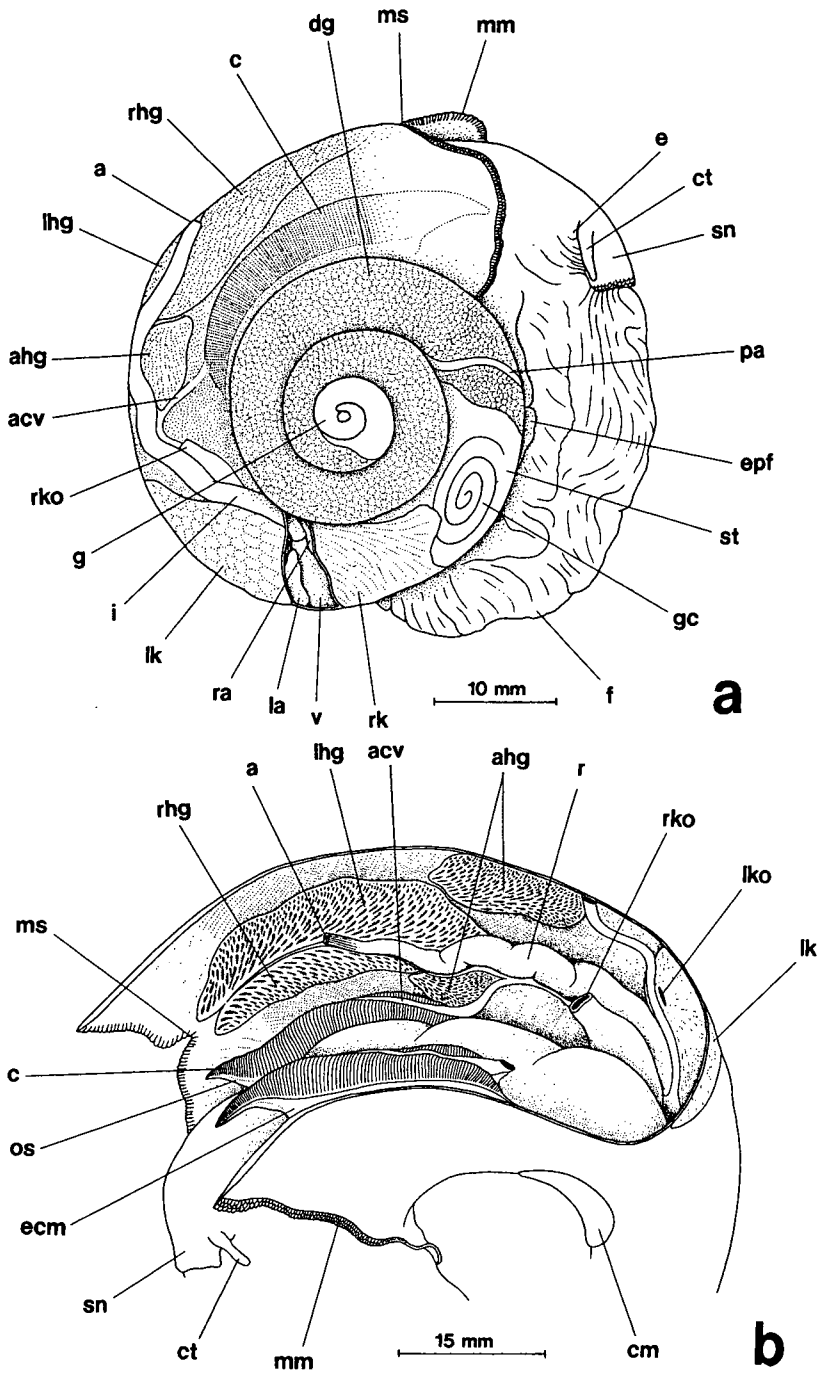 ms
dg
mm
c
rhg
e
a
ct
lhg
sn
ahg
pa
acv
epf
rko
st
g
i
gc
lk
ra
la
v
rk
f
10 mm
a
lhg
acv
ahg
a
r
rhg
rko
lko
ms
lk
c
os
ecm
sn
ct
mm
15 mm
cm
b